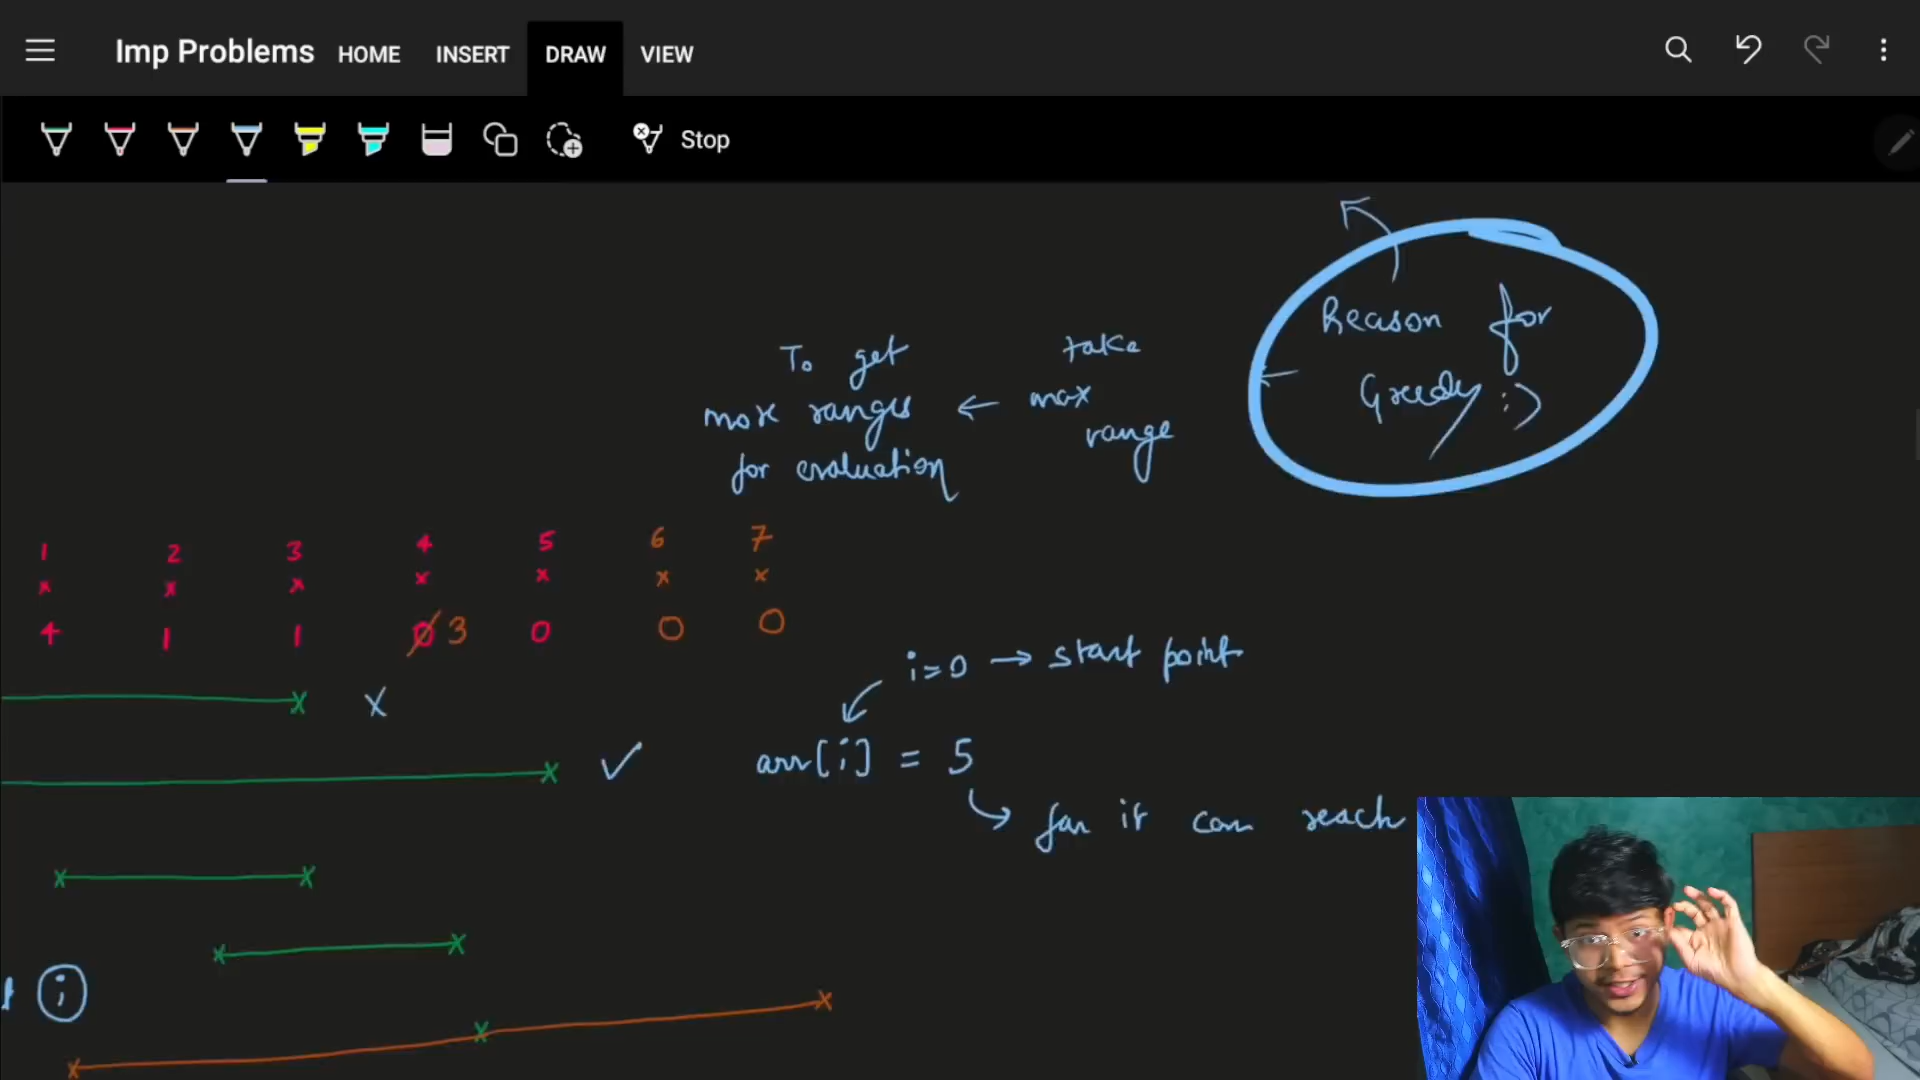 Imp Problems HOME INSERT DRAW VIEW
Stop
Reason for
Greedy :)
To get take
more ranges ← max
for evaluation range
1 2 3 4 5 6 7
x x x x x x x
4 1 1 0 3 0 0 0
i=0 → start point
x X
x ✓ arr[i] = 5
↳ far it can reach
x x
x x
i
x x x